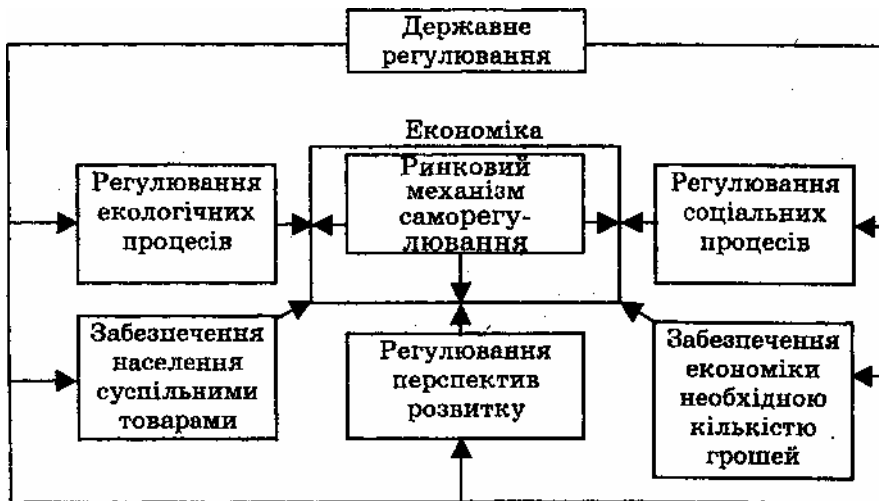 Державне
регулювання
Економіка
Регулювання
екологічних
процесів
Ринковий
механізм
саморегу-
лювання
Регулювання
соціальних
процесів
Забезпечення
населення
суспільними
товарами
Регулювання
перспектив
розвитку
Забезпечення
економіки
необхідною
кількістю
грошей